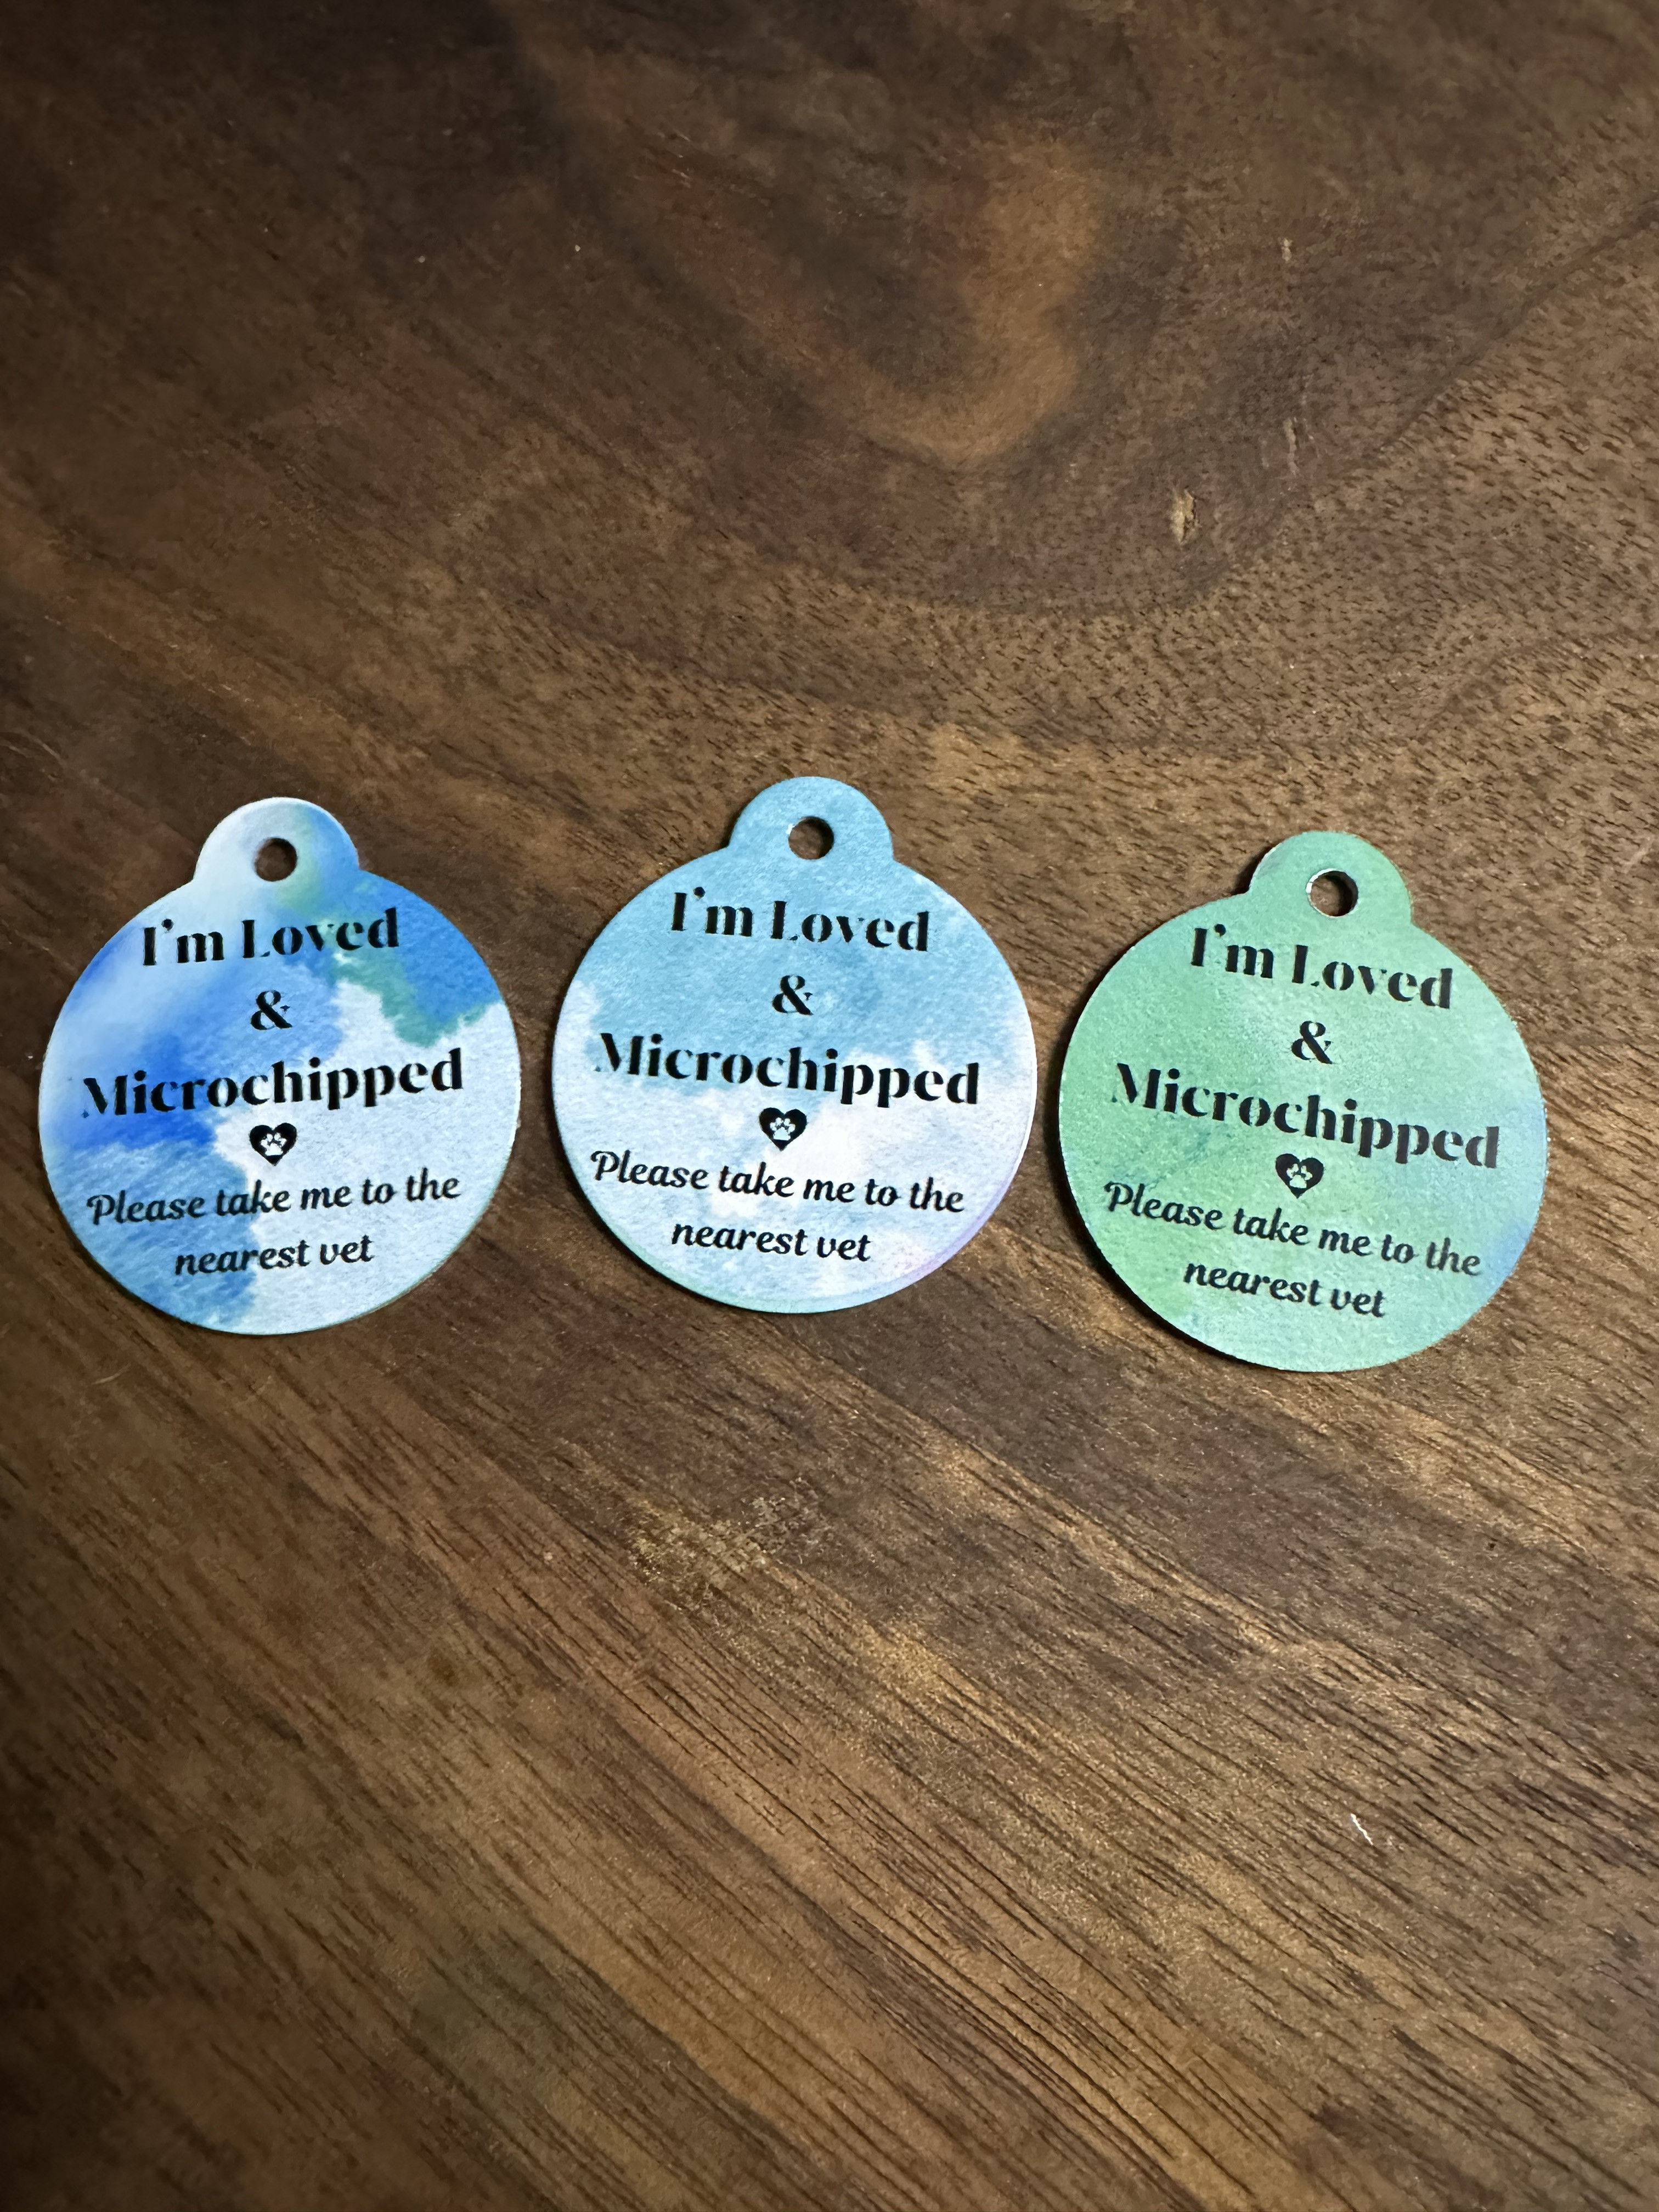 I'm Loved
&
Microchipped
Please take me to the
nearest vet
I'm Loved
&
Microchipped
Please take me to the
nearest vet
I'm Loved
&
Microchipped
Please take me to the
nearest vet